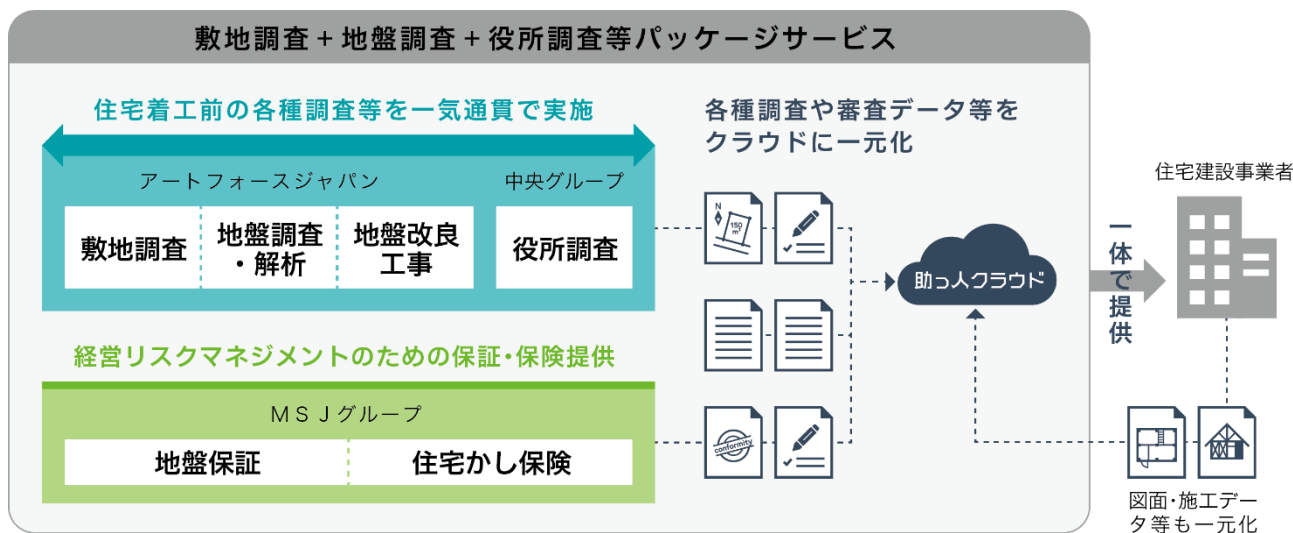 敷地調査+地盤調査+役所調査等パッケージサービス
住宅着工前の各種調査等を一気通貫で実施
アートフォースジャパン
中央グループ
敷地調査
地盤調査
・解析
地盤改良
工事
役所調査
経営リスクマネジメントのための保証・保険提供
MSJグループ
地盤保証
住宅かし保険
各種調査や審査データ等を
クラウドに一元化
N
150
m²
conformity
助っ人クラウド
一体で提供
住宅建設事業者
図面・施工デー
タ等も一元化